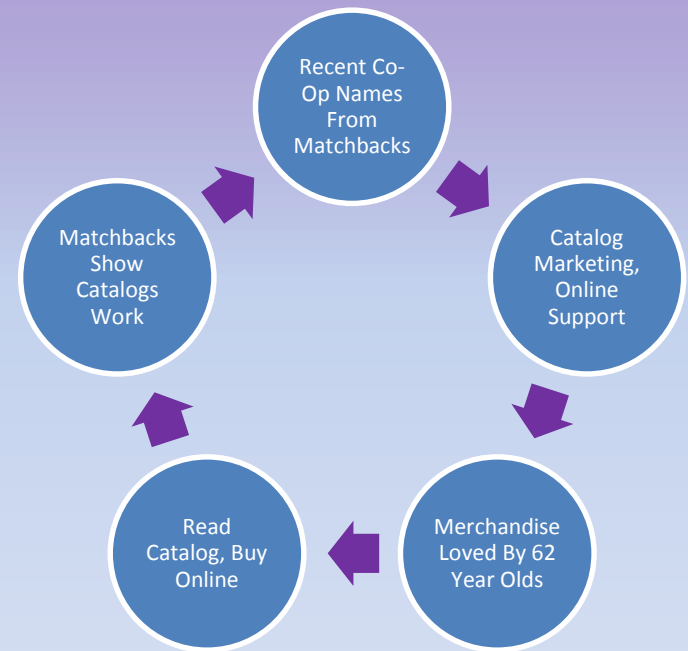 Recent Co-
Op Names
From
Matchbacks
Catalog
Marketing,
Online
Support
Merchandise
Loved By 62
Year Olds
Read
Catalog, Buy
Online
Matchbacks
Show
Catalogs
Work